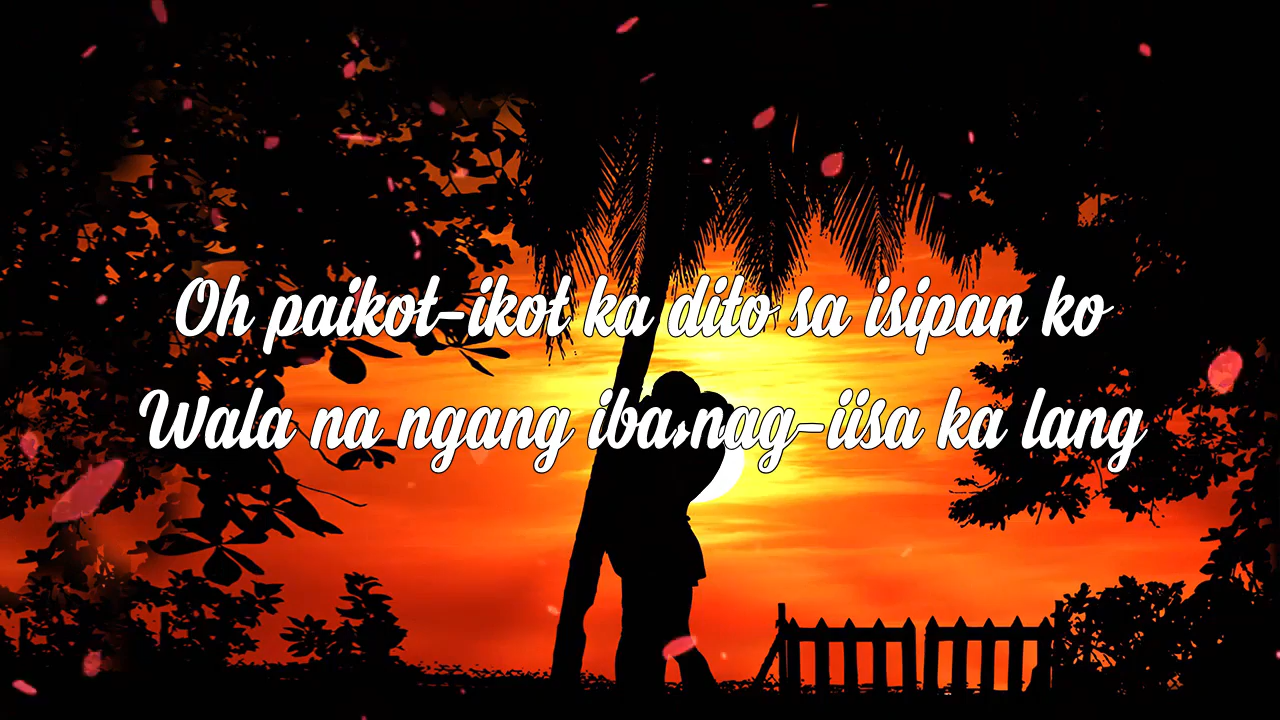 Oh paikot-ikot ka dito sa isipan ko
Wala na ngang iba, nag-iisa ka lang